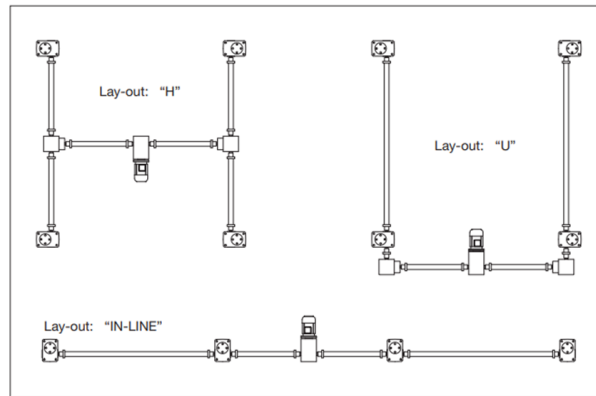 Lay-out: “H”
Lay-out: “U”
Lay-out: “IN-LINE”